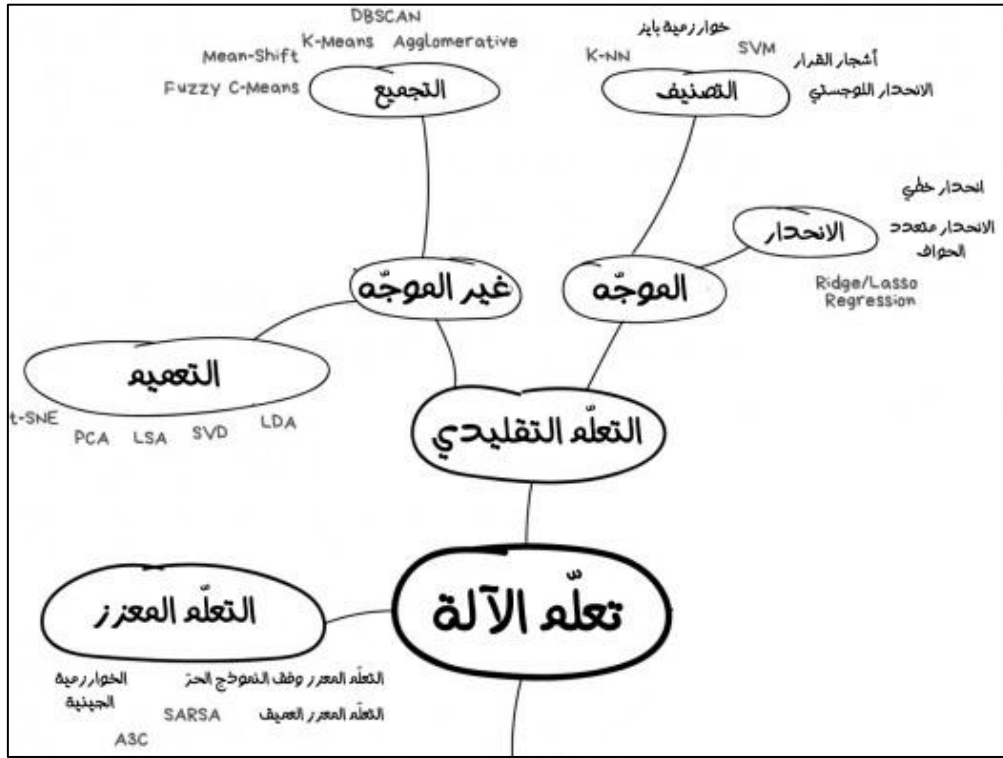 DBSCAN
K-Means Agglomerative
Mean-Shift
Fuzzy C-Means
التجميع
خوارزمية بايز
K-NN
SVM
أشجار القرار
الانحدار اللوجستي
التصنيف
انحدار خطي
الانحدار متعدد
الحواف
Ridge/Lasso
Regression
الانحدار
غير الموجّه
الموجّه
التعميم
t-SNE
PCA
LSA
SVD
LDA
التعلّم التقليدي
تعلّم الآلة
التعلّم المعزز
التعلّم المعزز وفق النموذج الحرّ
الخوارزمية
الجينية
التعلّم المعزز العميق
SARSA
A3C